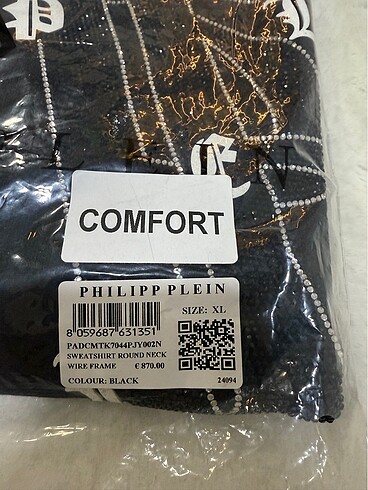 P L E I N
E
COMFORT
PHILIPP PLEIN
SIZE: XL
8 059687 631351
PADCMTK7044PJY002N
SWEATSHIRT ROUND NECK
WIRE FRAME € 870.00
COLOUR: BLACK 24094